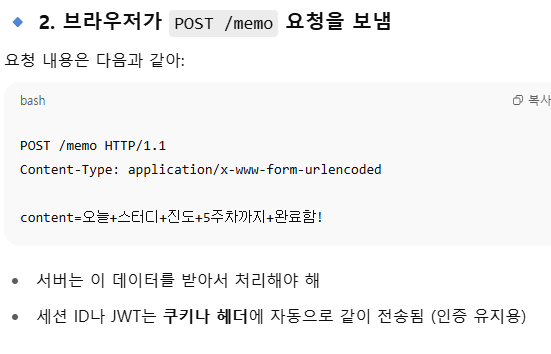 2. 브라우저가 POST /memo 요청을 보냄
요청 내용은 다음과 같아:
bash
복사
POST /memo HTTP/1.1
Content-Type: application/x-www-form-urlencoded
content=오늘+스터디+진도+5주차까지+완료함!
서버는 이 데이터를 받아서 처리해야 해
세션 ID나 JWT는 쿠키나 헤더에 자동으로 같이 전송됨 (인증 유지용)